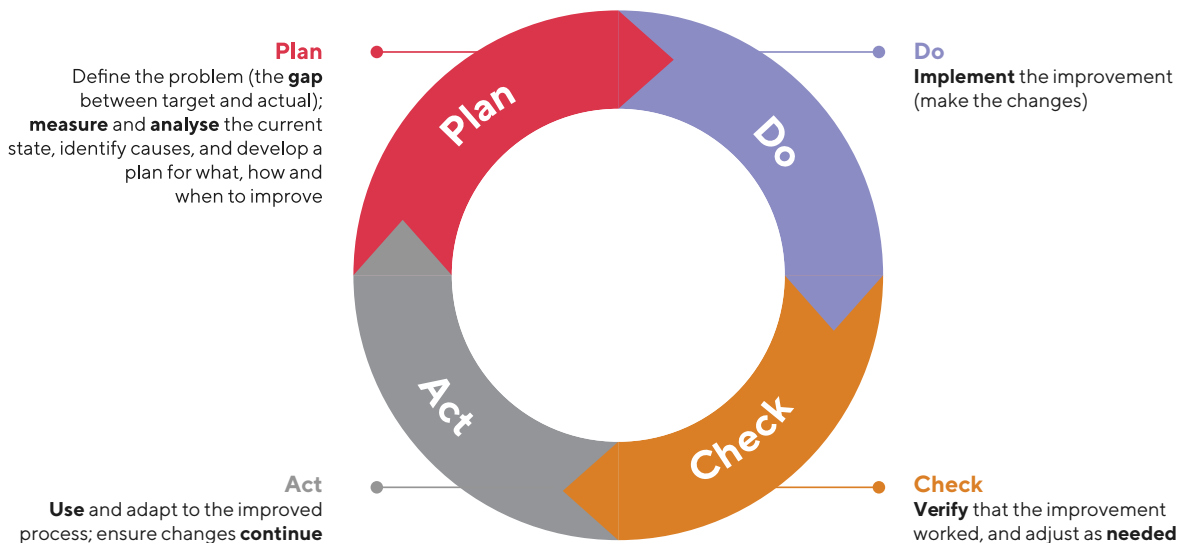 Plan
Define the problem (the gap
between target and actual);
measure and analyse the current
state, identify causes, and develop a
plan for what, how and
when to improve
Do
Implement the improvement
(make the changes)
Plan
Do
Check
Act
Act
Use and adapt to the improved
process; ensure changes continue
Check
Verify that the improvement
worked, and adjust as needed